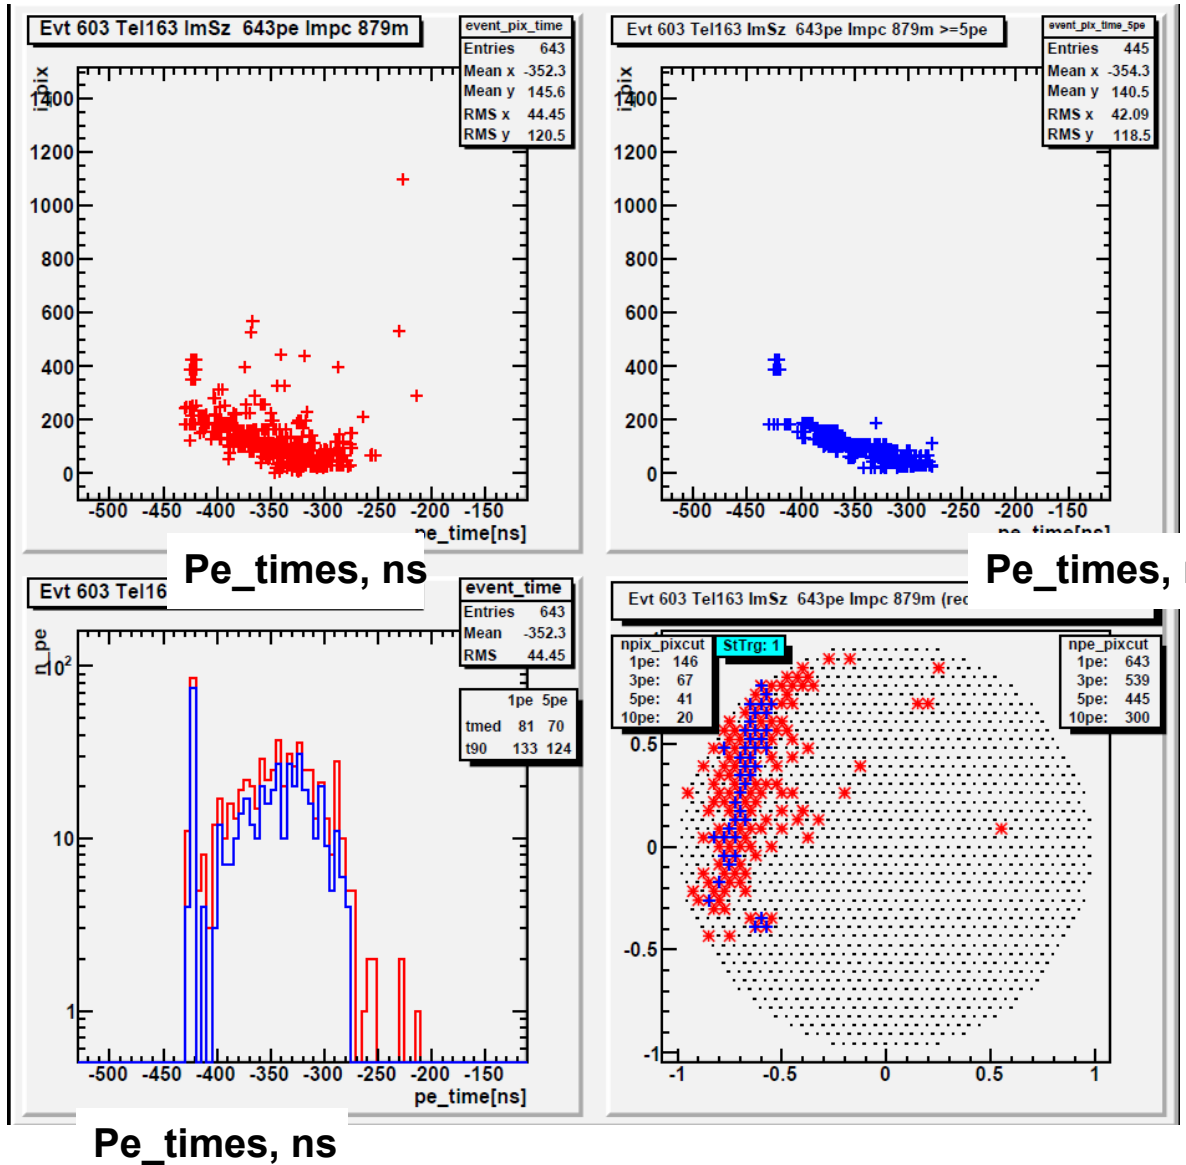 Evt 603 Tel163 ImSz 643pe Impc 879m
event_pix_time
Entries 643
Mean x -352.3
Mean y 145.6
RMS x 44.45
RMS y 120.5
i_pix
1400
1200
1000
800
600
400
200
0
-500 -450 -400 -350 -300 -250 -200 -150
pe_time[ns]
Pe_times, ns
Evt 603 Tel163 ImSz 643pe Impc 879m >=5pe
event_pix_time_5pe
Entries 445
Mean x -354.3
Mean y 140.5
RMS x 42.09
RMS y 118.5
i_pix
1400
1200
1000
800
600
400
200
0
-500 -450 -400 -350 -300 -250 -200 -150
pe_time[ns]
Pe_times,
Evt 603 Tel16
event_time
Entries 643
Mean -352.3
RMS 44.45
1pe 5pe
tmed 81 70
t90 133 124
n_pe
10²
10
1
-500 -450 -400 -350 -300 -250 -200 -150
pe_time[ns]
Pe_times, ns
Evt 603 Tel163 ImSz 643pe Impc 879m (rec
npix_pixcut
1pe: 146
3pe: 67
5pe: 41
10pe: 20
StTrg: 1
npe_pixcut
1pe: 643
3pe: 539
5pe: 445
10pe: 300
0.5
0
-0.5
-1
-1 -0.5 0 0.5 1